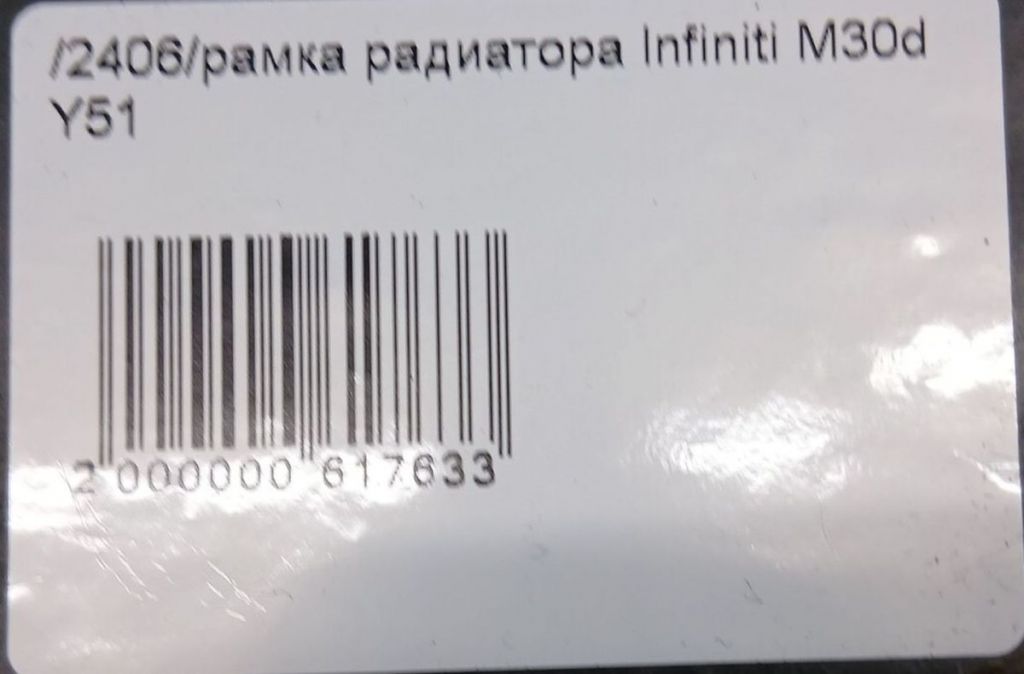 /2406/рамка радиатора Infiniti M30d
Y51
2 000000 617633